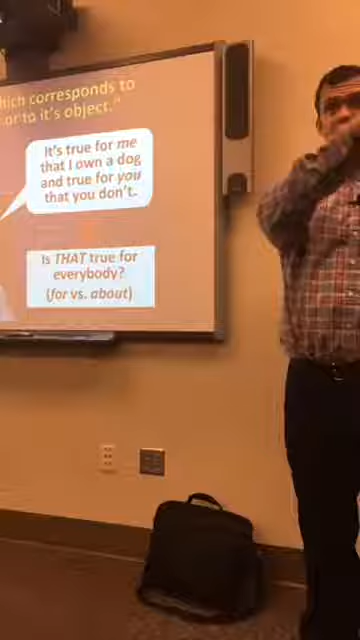 hich corresponds to
or to it's object."
It's true for me
that I own a dog
and true for you
that you don't.
Is THAT true for
everybody?
(for vs. about)